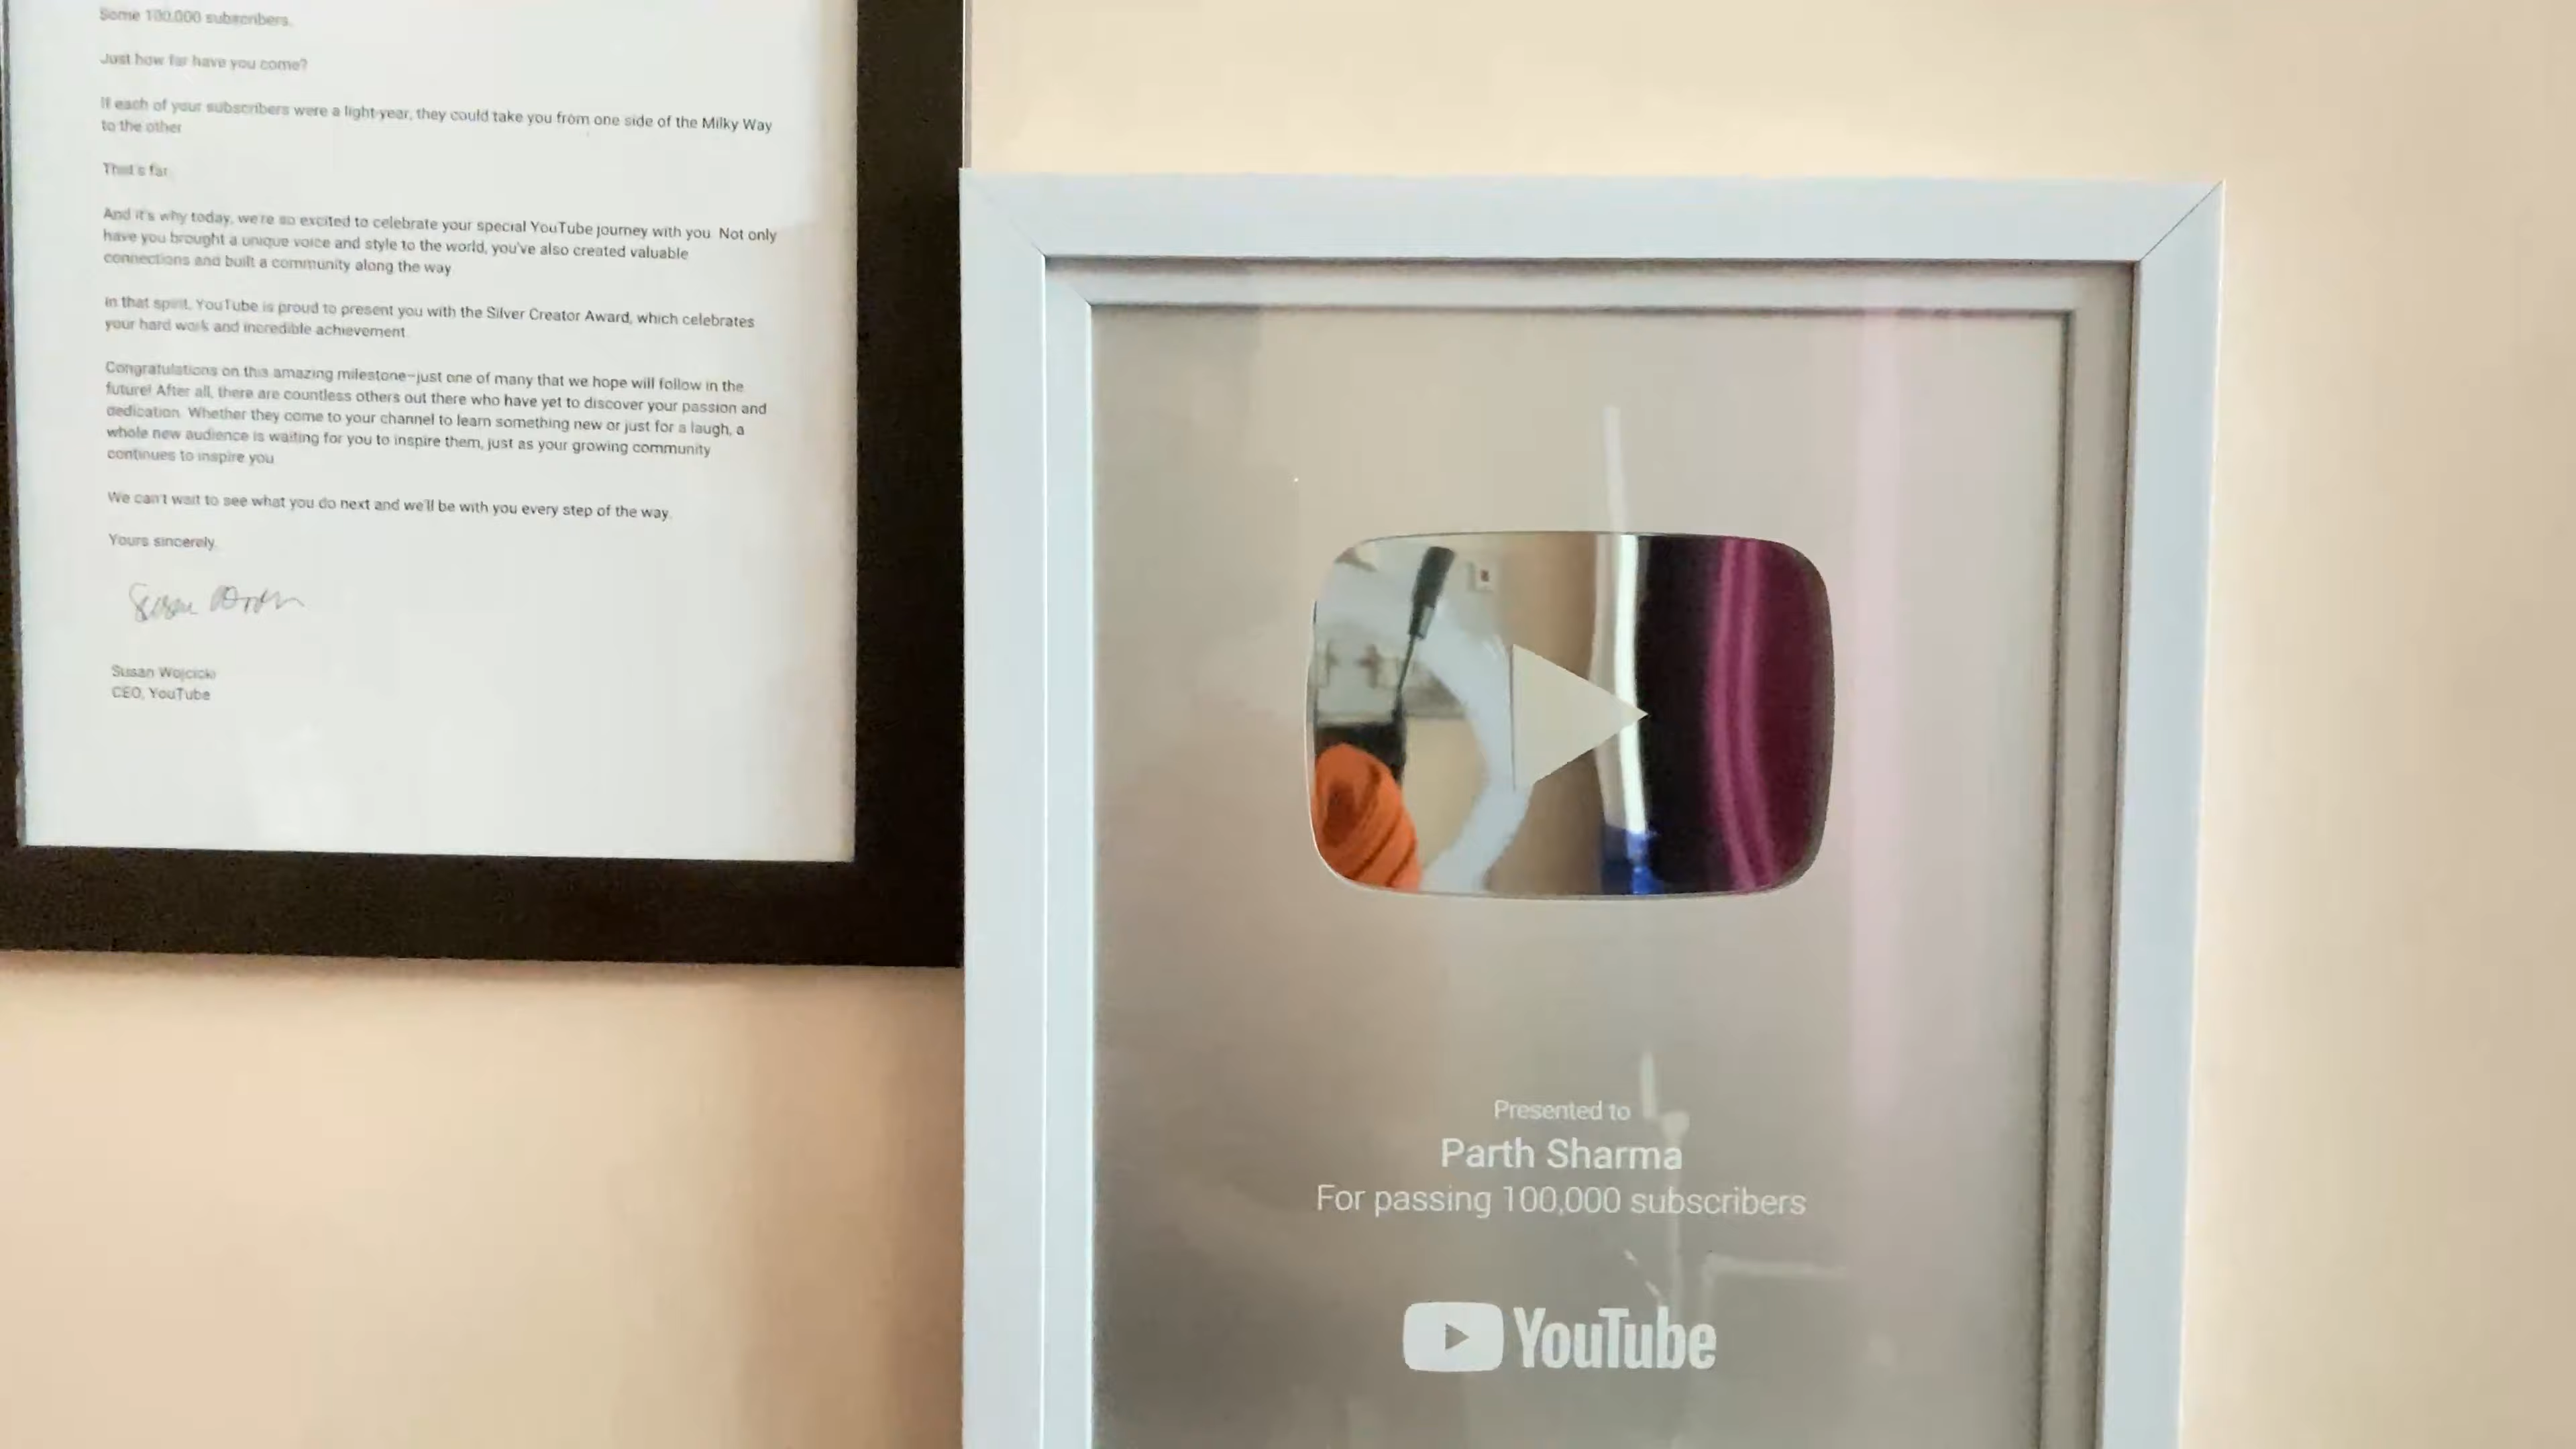 Some 100,000 subscribers.
Just how far have you come?
If each of your subscribers were a light-year, they could take you from one side of the Milky Way
to the other.
That's far.
And it's why today, we're so excited to celebrate your special YouTube journey with you. Not only
have you brought a unique voice and style to the world, you've also created valuable
connections and built a community along the way.
In that spirit, YouTube is proud to present you with the Silver Creator Award, which celebrates
your hard work and incredible achievement.
Congratulations on this amazing milestone—just one of many that we hope will follow in the
future! After all, there are countless others out there who have yet to discover your passion and
dedication. Whether they come to your channel to learn something new or just for a laugh, a
whole new audience is waiting for you to inspire them, just as your growing community
continues to inspire you.
We can't wait to see what you do next and we'll be with you every step of the way.
Yours sincerely,
Susan Wojcicki
CEO, YouTube
Presented to
Parth Sharma
For passing 100,000 subscribers
YouTube